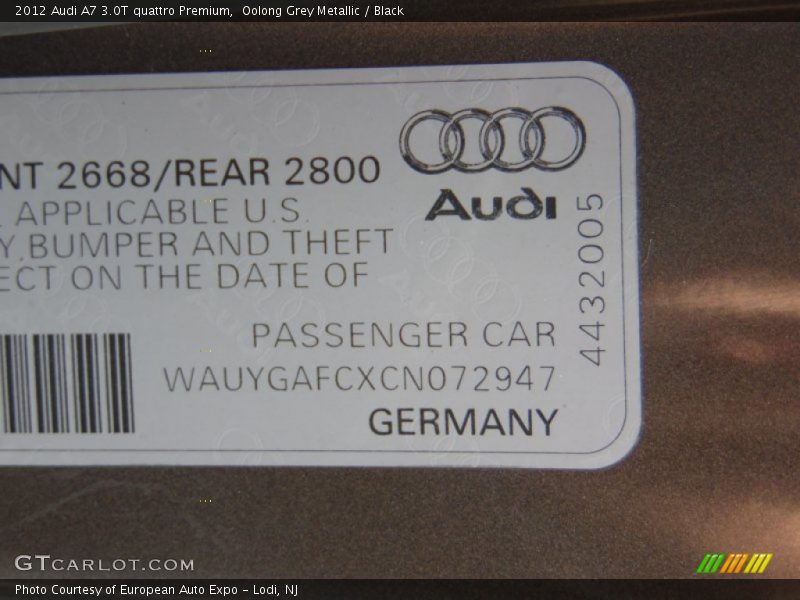 2012 Audi A7 3.0T quattro Premium, Oolong Grey Metallic / Black
NT 2668/REAR 2800
APPLICABLE U.S.
Y,BUMPER AND THEFT
ECT ON THE DATE OF
Audi
4432005
PASSENGER CAR
WAUYGAFCXCN072947
GERMANY
GTCARLOT.COM
Photo Courtesy of European Auto Expo - Lodi, NJ